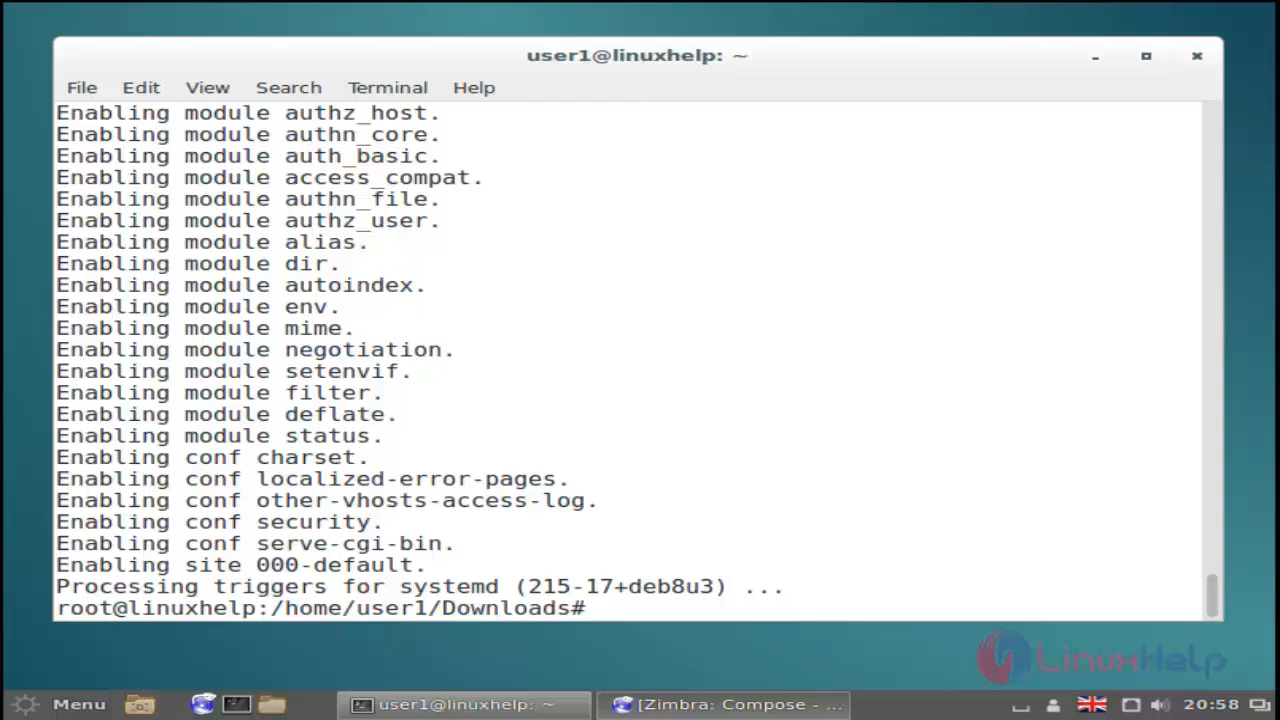 user1@linuxhelp: ~
File Edit View Search Terminal Help
Enabling module authz_host.
Enabling module authn_core.
Enabling module auth_basic.
Enabling module access_compat.
Enabling module authn_file.
Enabling module authz_user.
Enabling module alias.
Enabling module dir.
Enabling module autoindex.
Enabling module env.
Enabling module mime.
Enabling module negotiation.
Enabling module setenvif.
Enabling module filter.
Enabling module deflate.
Enabling module status.
Enabling conf charset.
Enabling conf localized-error-pages.
Enabling conf other-vhosts-access-log.
Enabling conf security.
Enabling conf serve-cgi-bin.
Enabling site 000-default.
Processing triggers for systemd (215-17+deb8u3) ...
root@linuxhelp:/home/user1/Downloads#
LinuxHelp
Menu user1@linuxhelp: ~ [Zimbra: Compose - ... 20:58